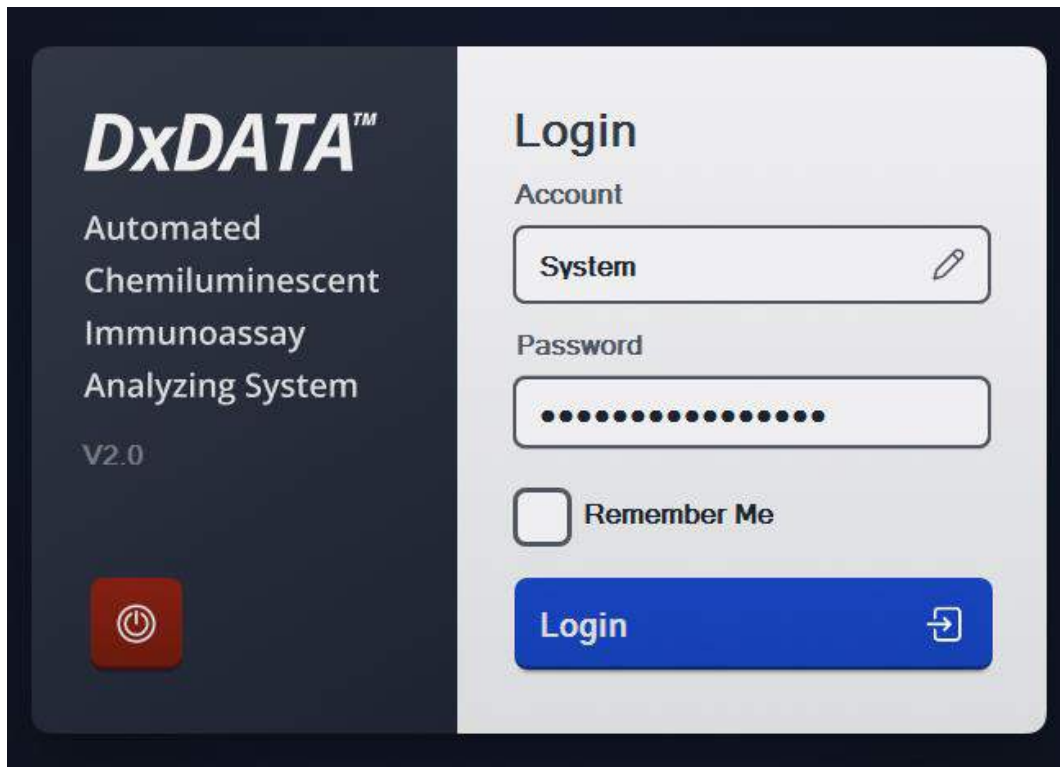 DxDATA™
Automated
Chemiluminescent
Immunoassay
Analyzing System
V2.0
Login
Account
System
Password
••••••••••••••••
Remember Me
Login